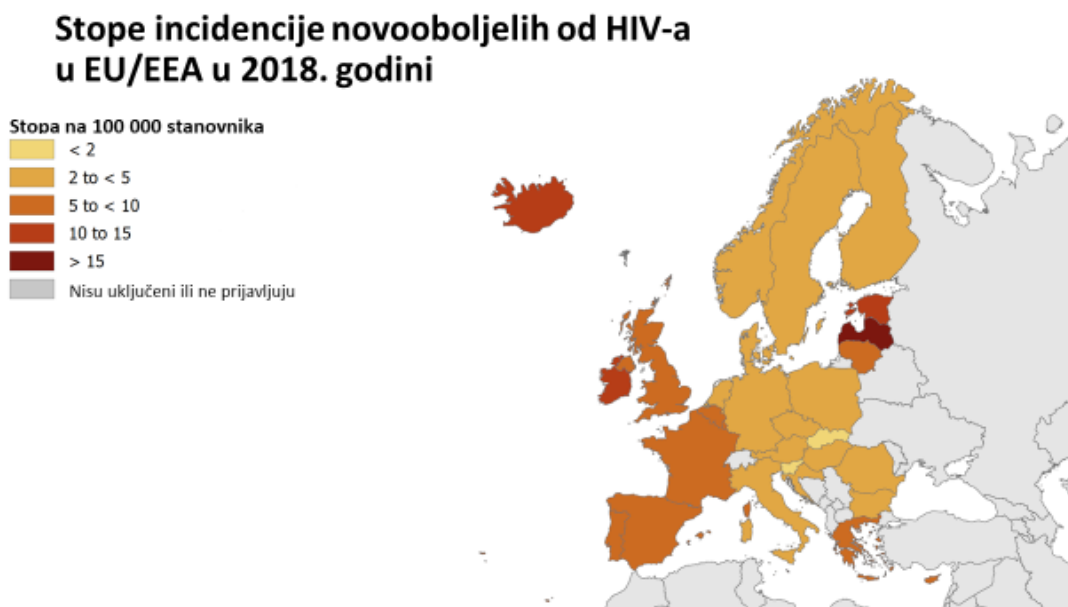 Stope incidencije novooboljelih od HIV-a
u EU/EEA u 2018. godini
Stopa na 100 000 stanovnika
< 2
2 to < 5
5 to < 10
10 to 15
> 15
Nisu uključeni ili ne prijavljuju